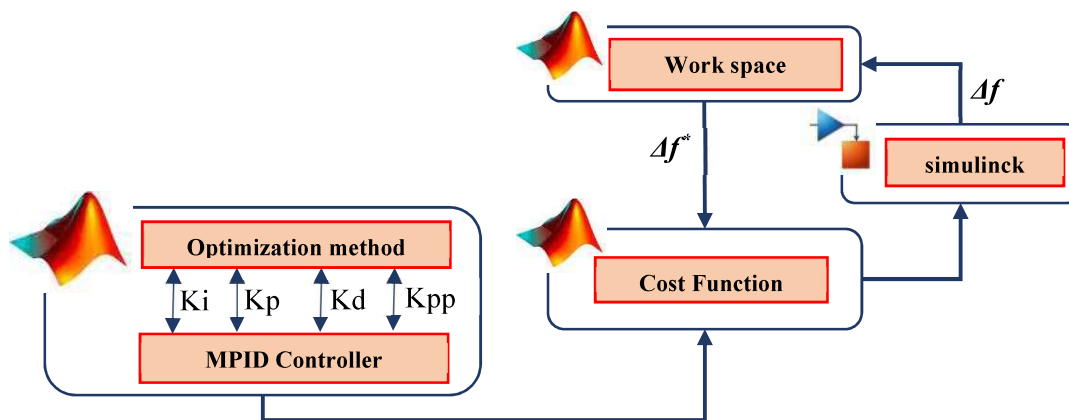 Work space
Δf
Δf*
simulinck
Optimization method
Cost Function
Ki Kp Kd Kpp
MPID Controller